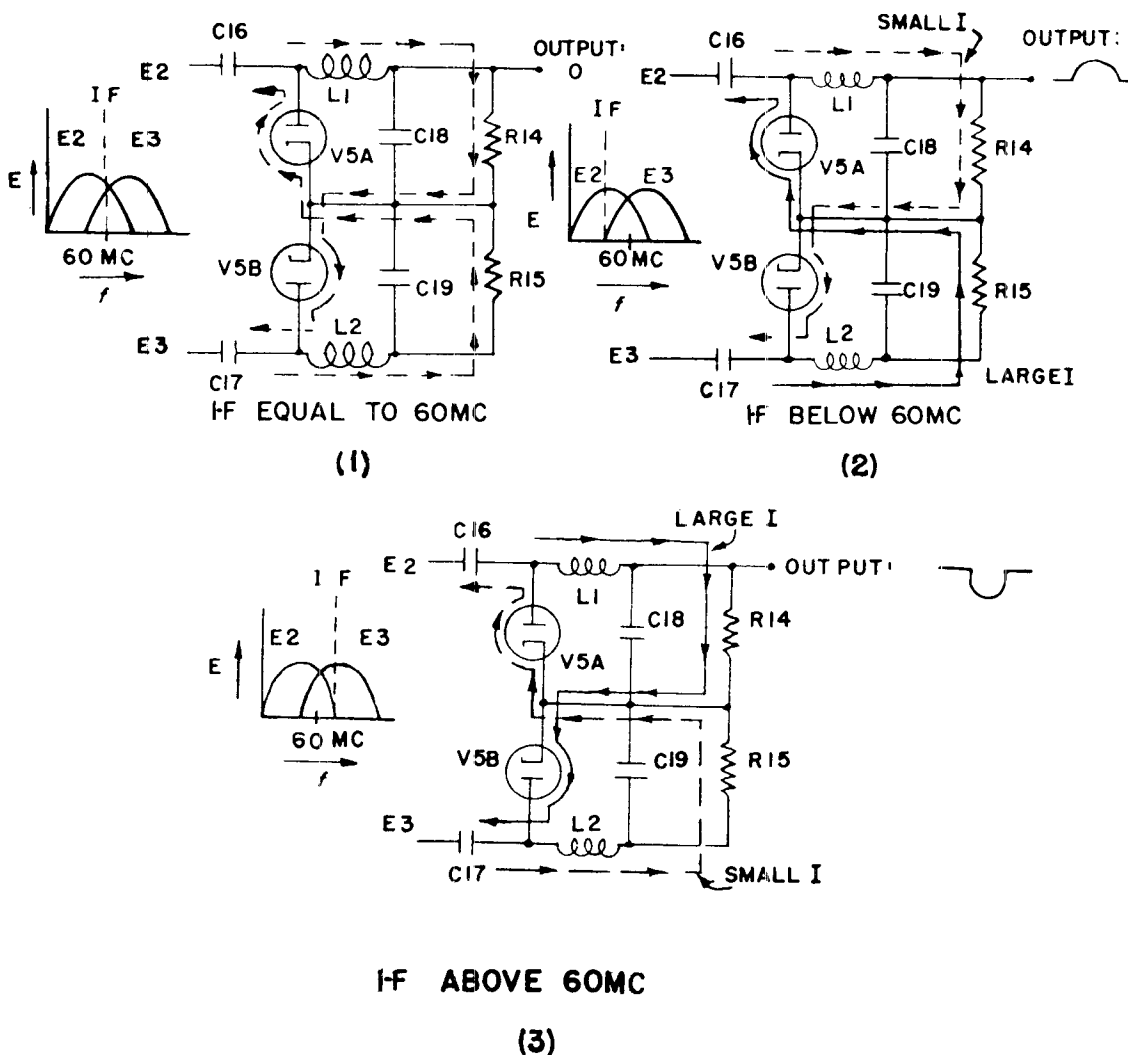 C16
E2
L1
OUTPUT:
0
IF
E2 E3
E
60 MC
f
V5A
C18
R14
V5B
C19
R15
L2
E3
C17
I-F EQUAL TO 60MC
(1)
SMALL I
C16
OUTPUT:
E2
L1
IF
E2 E3
E
60MC
f
V5A
C18
R14
V5B
C19
R15
L2
E3
C17
LARGE I
I-F BELOW 60MC
(2)
LARGE I
C16
E2
L1
OUTPUT:
I F
E2 E3
E
60 MC
f
V5A
C18
R14
V5B
C19
R15
L2
E3
C17
SMALL I
I-F ABOVE 60MC
(3)